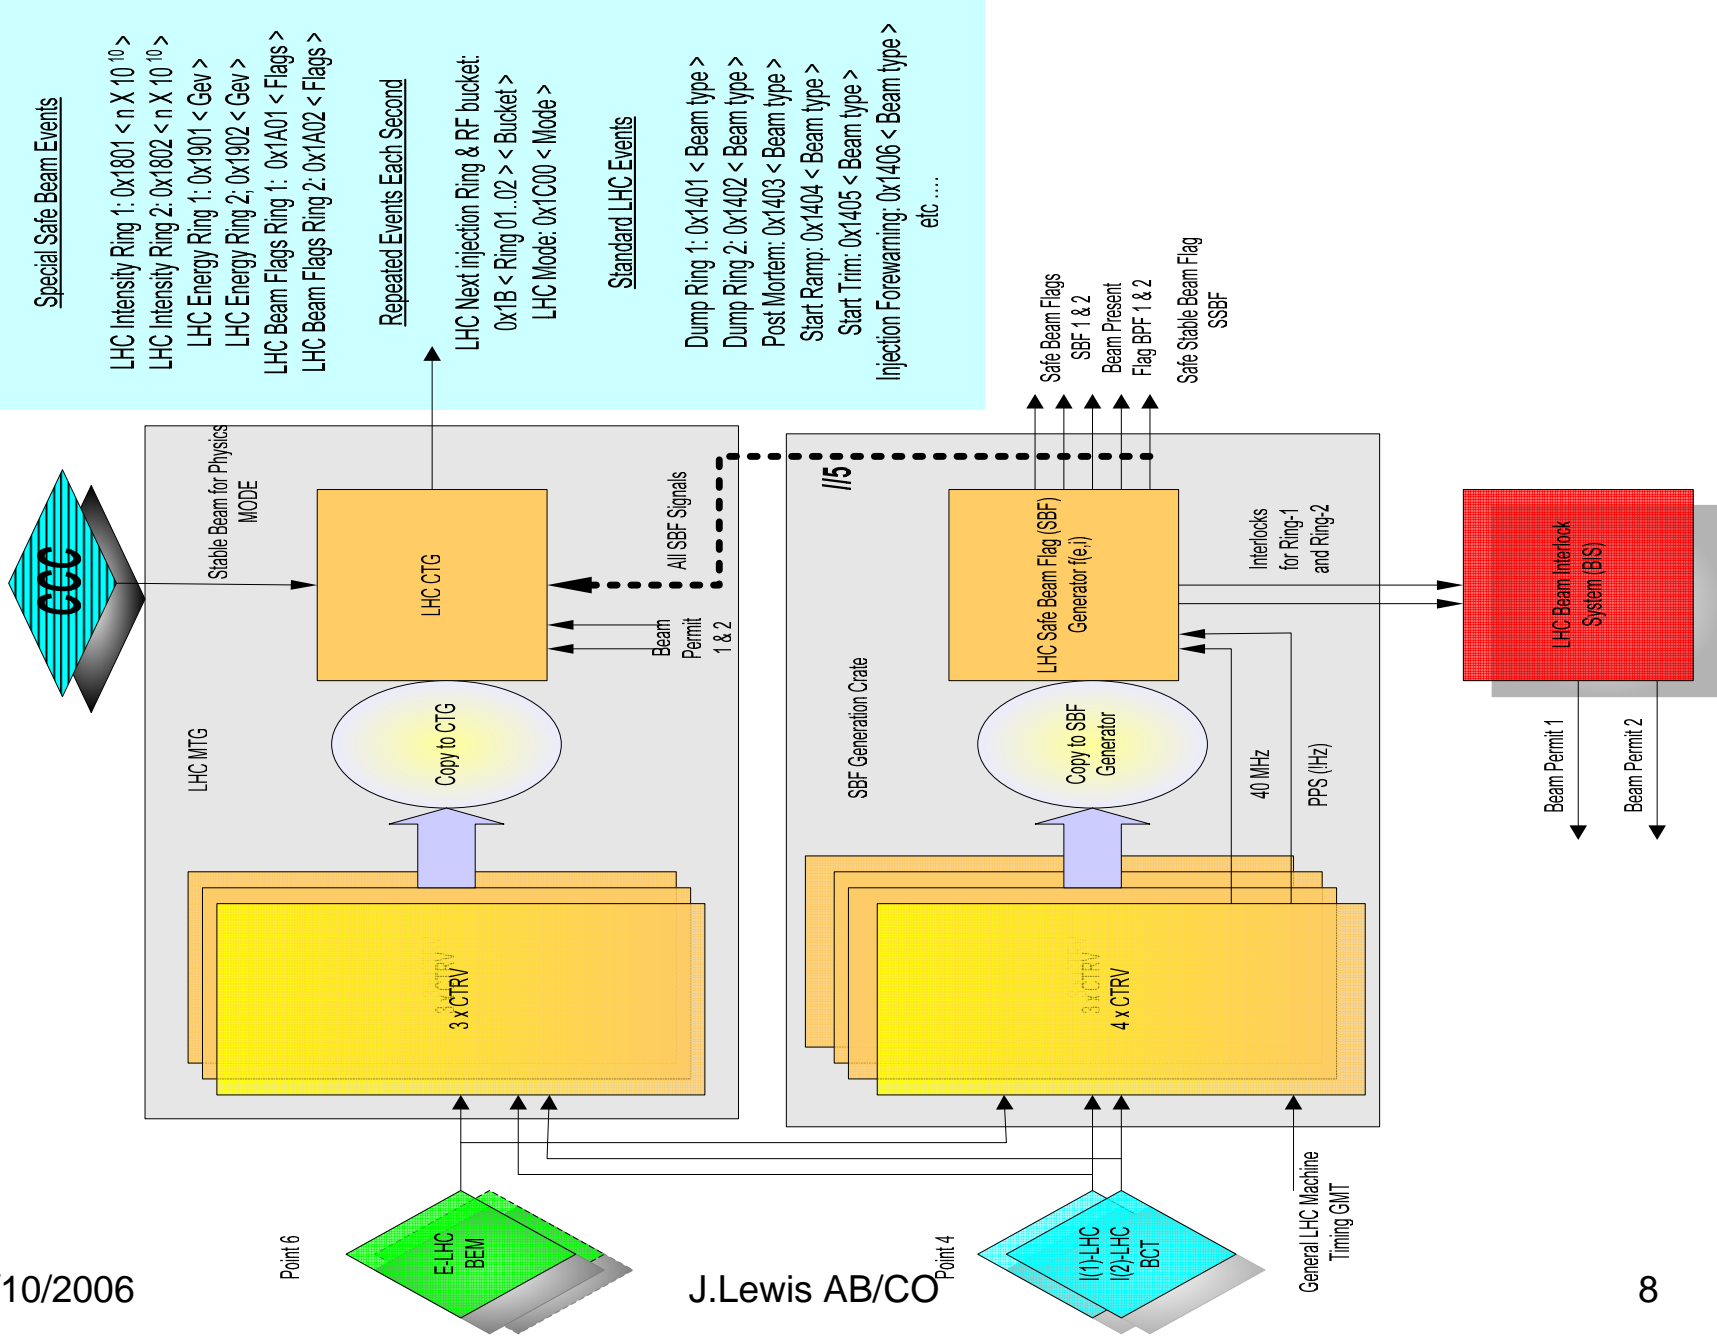 Special Safe Beam Events
LHC Intensity Ring 1: 0x1801 < n X 10 10 >
LHC Intensity Ring 2: 0x1802 < n X 10 10 >
LHC Energy Ring 1: 0x1901 < Gev >
LHC Energy Ring 2; 0x1902 < Gev >
LHC Beam Flags Ring 1: 0x1A01 < Flags >
LHC Beam Flags Ring 2: 0x1A02 < Flags >
Repeated Events Each Second
LHC Next injection Ring & RF bucket:
0x1B < Ring 01..02 > < Bucket >
LHC Mode: 0x1C00 < Mode >
Standard LHC Events
Dump Ring 1: 0x1401 < Beam type >
Dump Ring 2: 0x1402 < Beam type >
Post Mortem: 0x1403 < Beam type >
Start Ramp: 0x1404 < Beam type >
Start Trim: 0x1405 < Beam type >
Injection Forewarning: 0x1406 < Beam type >
etc .....
CCC
Stable Beam for Physics
MODE
LHC MTG
LHC CTG
All SBF Signals
Beam
Permit
1 & 2
Copy to CTG
3 x CTRV
3 x CTRV
Point 6
E-LHC
BEM
Safe Beam Flags
SBF 1 & 2
Beam Present
Flag BPF 1 & 2
Safe Stable Beam Flag
SSBF
//5
SBF Generation Crate
LHC Safe Beam Flag (SBF)
Generator f(e,i)
Interlocks
for Ring-1
and Ring-2
Copy to SBF
Generator
40 MHz
PPS (!Hz)
3 x CTRV
4 x CTRV
Point 4
I(1)-LHC
I(2)-LHC
BCT
General LHC Machine
Timing GMT
LHC Beam Interlock
System (BIS)
Beam Permit 1
Beam Permit 2
/10/2006
J.Lewis AB/CO
8